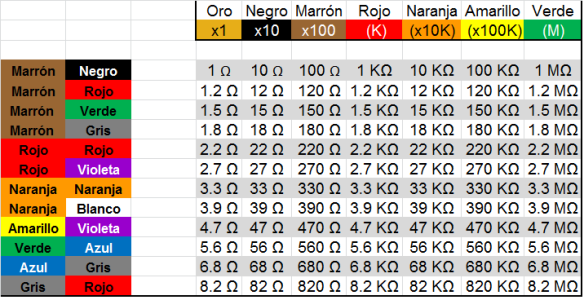 Oro Negro Marrón Rojo Naranja Amarillo Verde
x1 x10 x100 (K) (x10K) (x100K) (M)
Marrón Negro 1 Ω 10 Ω 100 Ω 1 KΩ 10 KΩ 100 KΩ 1 MΩ
Marrón Rojo 1.2 Ω 12 Ω 120 Ω 1.2 KΩ 12 KΩ 120 KΩ 1.2 MΩ
Marrón Verde 1.5 Ω 15 Ω 150 Ω 1.5 KΩ 15 KΩ 150 KΩ 1.5 MΩ
Marrón Gris 1.8 Ω 18 Ω 180 Ω 1.8 KΩ 18 KΩ 180 KΩ 1.8 MΩ
Rojo Rojo 2.2 Ω 22 Ω 220 Ω 2.2 KΩ 22 KΩ 220 KΩ 2.2 MΩ
Rojo Violeta 2.7 Ω 27 Ω 270 Ω 2.7 KΩ 27 KΩ 270 KΩ 2.7 MΩ
Naranja Naranja 3.3 Ω 33 Ω 330 Ω 3.3 KΩ 33 KΩ 330 KΩ 3.3 MΩ
Naranja Blanco 3.9 Ω 39 Ω 390 Ω 3.9 KΩ 39 KΩ 390 KΩ 3.9 MΩ
Amarillo Violeta 4.7 Ω 47 Ω 470 Ω 4.7 KΩ 47 KΩ 470 KΩ 4.7 MΩ
Verde Azul 5.6 Ω 56 Ω 560 Ω 5.6 KΩ 56 KΩ 560 KΩ 5.6 MΩ
Azul Gris 6.8 Ω 68 Ω 680 Ω 6.8 KΩ 68 KΩ 680 KΩ 6.8 MΩ
Gris Rojo 8.2 Ω 82 Ω 820 Ω 8.2 KΩ 82 KΩ 820 KΩ 8.2 MΩ